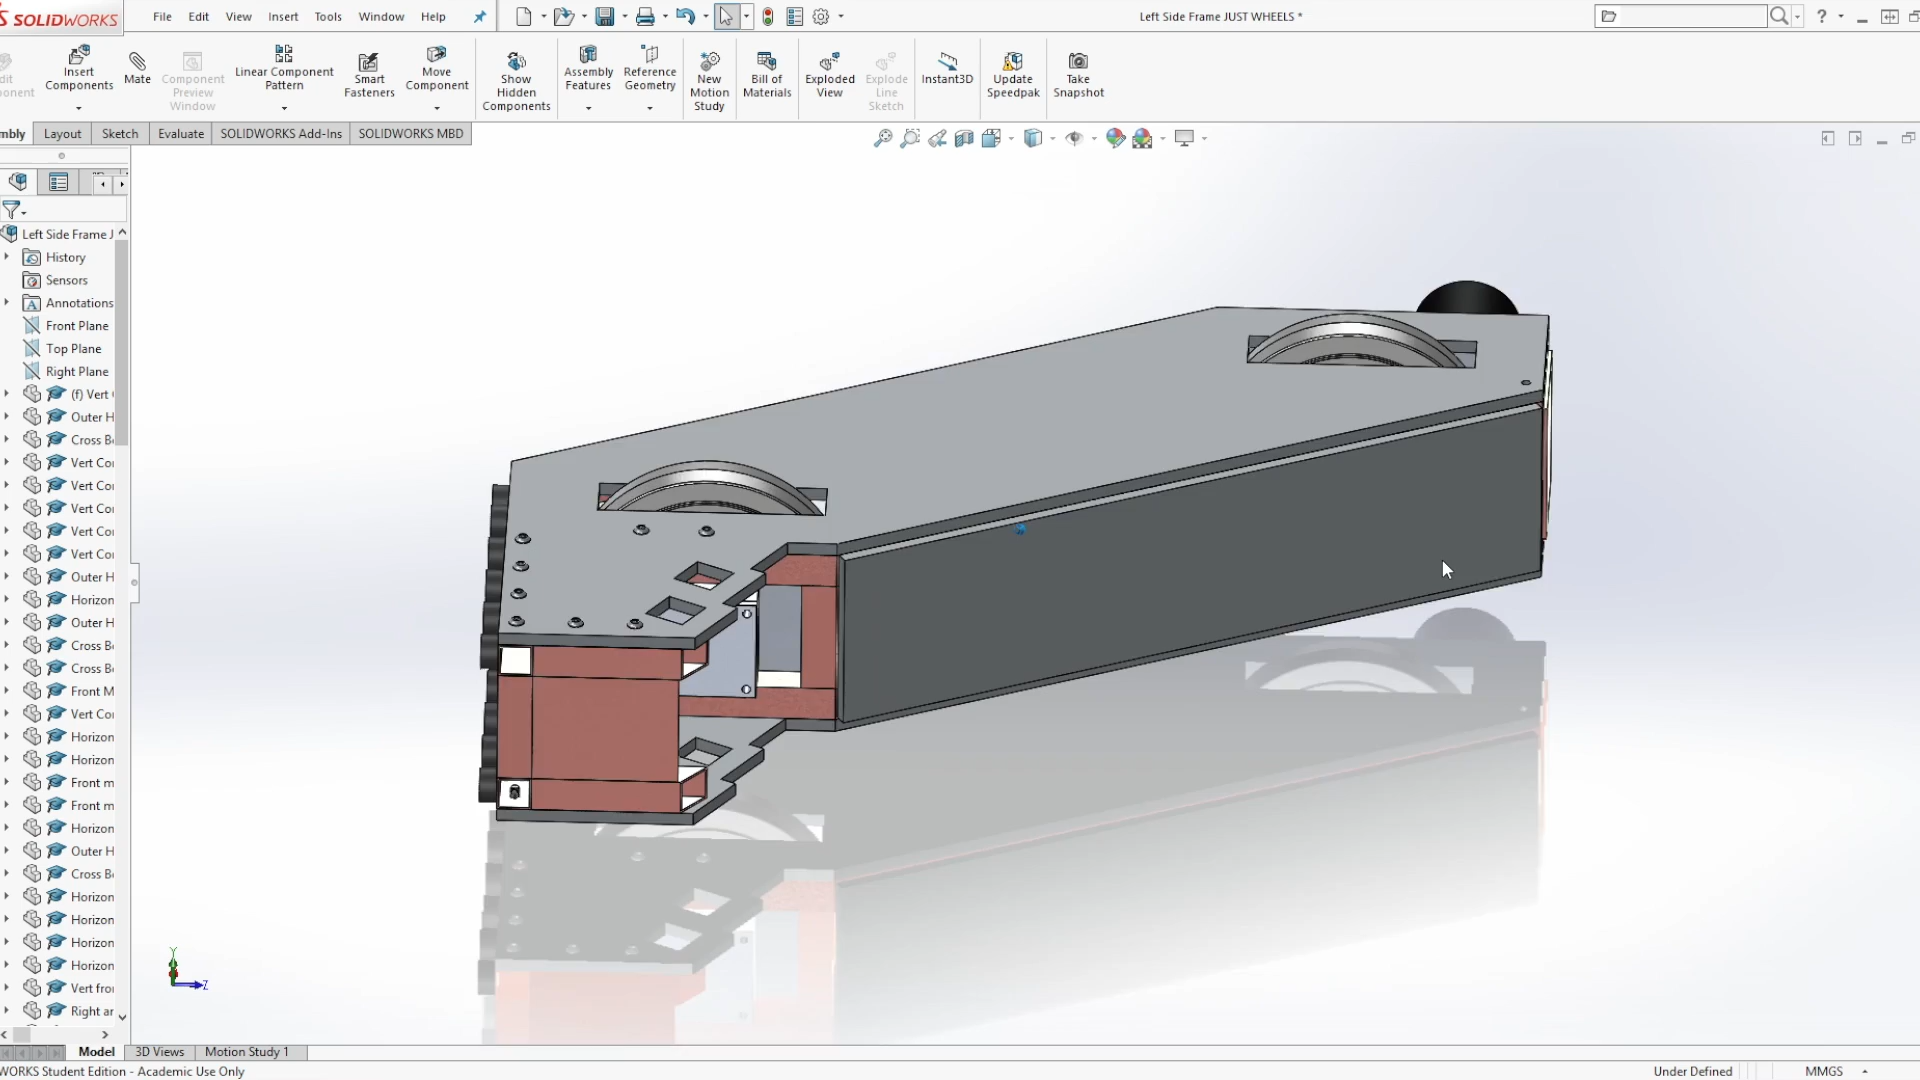 SOLIDWORKS File Edit View Insert Tools Window Help Left Side Frame JUST WHEELS * ?
Insert Components
Mate
Component Preview Window
Linear Component Pattern
Smart Fasteners
Move Component
Show Hidden Components
Assembly Features
Reference Geometry
New Motion Study
Bill of Materials
Exploded View
Explode Line Sketch
Instant3D
Update Speedpak
Take Snapshot
mbly Layout Sketch Evaluate SOLIDWORKS Add-Ins SOLIDWORKS MBD
Left Side Frame J
History
Sensors
Annotations
Front Plane
Top Plane
Right Plane
(f) Vert
Outer H
Cross B
Vert Co
Vert Co
Vert Co
Vert Co
Vert Co
Outer H
Horizon
Outer H
Cross B
Cross B
Front M
Vert Co
Horizon
Horizon
Front m
Front m
Horizon
Outer H
Cross B
Horizon
Horizon
Horizon
Horizon
Vert fro
Right ar
Y
Z
Model 3D Views Motion Study 1
WORKS Student Edition - Academic Use Only Under Defined MMGS